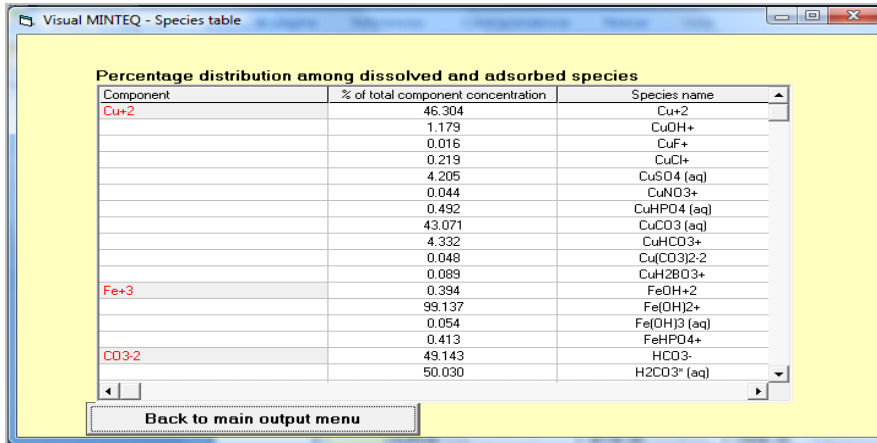 Visual MINTEQ - Species table
Percentage distribution among dissolved and adsorbed species
Component % of total component concentration Species name
Cu+2 46.304 Cu+2
1.179 CuOH+
0.016 CuF+
0.219 CuCl+
4.205 CuSO4 (aq)
0.044 CuNO3+
0.492 CuHPO4 (aq)
43.071 CuCO3 (aq)
4.332 CuHCO3+
0.048 Cu(CO3)2-2
0.089 CuH2BO3+
Fe+3 0.394 FeOH+2
99.137 Fe(OH)2+
0.054 Fe(OH)3 (aq)
0.413 FeHPO4+
CO3-2 49.143 HCO3-
50.030 H2CO3* (aq)
Back to main output menu